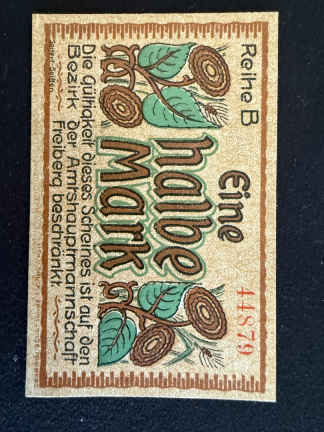 Reihe B
44879
Eine
halbe
Mark
Die Gültigkeit dieses Scheines ist auf den
Bezirk der Amtshauptmannschaft
Freiberg beschränkt.